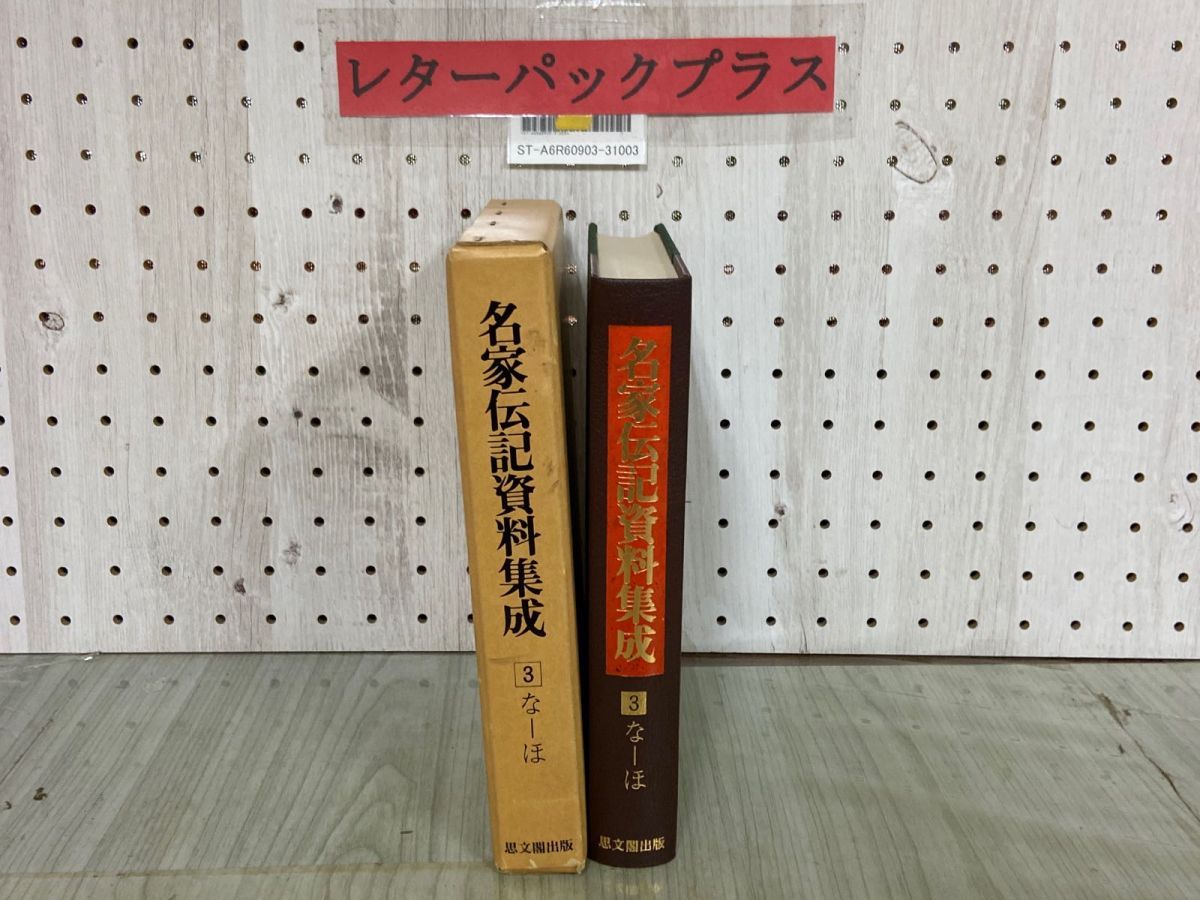 レターパックプラス
ST-A6R60903-31003
名家伝記資料集成
3
なーほ
思文閣出版
名家伝記資料集成
3
なーほ
思文閣出版